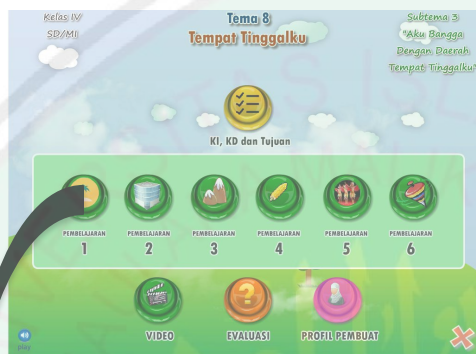 Kelas IV
SD/MI
Tema 8
Tempat Tinggalku
Subtema 3
"Aku Bangga
Dengan Daerah
Tempat Tinggalku"
KI, KD dan Tujuan
PEMBELAJARAN
1
PEMBELAJARAN
2
PEMBELAJARAN
3
PEMBELAJARAN
4
PEMBELAJARAN
5
PEMBELAJARAN
6
VIDEO
EVALUASI
PROFIL PEMBUAT